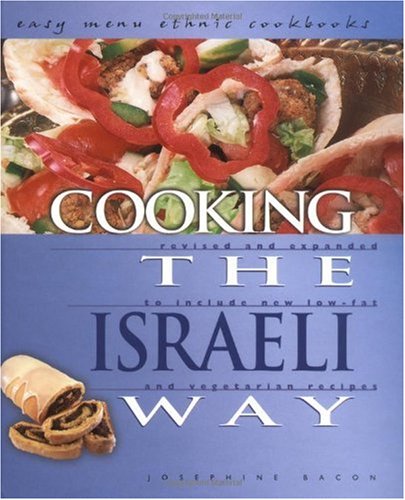 easy menu ethnic cookbooks
COOKING
revised and expanded
THE
to include new low-fat
ISRAELI
and vegetarian recipes
WAY
JOSEPHINE BACON